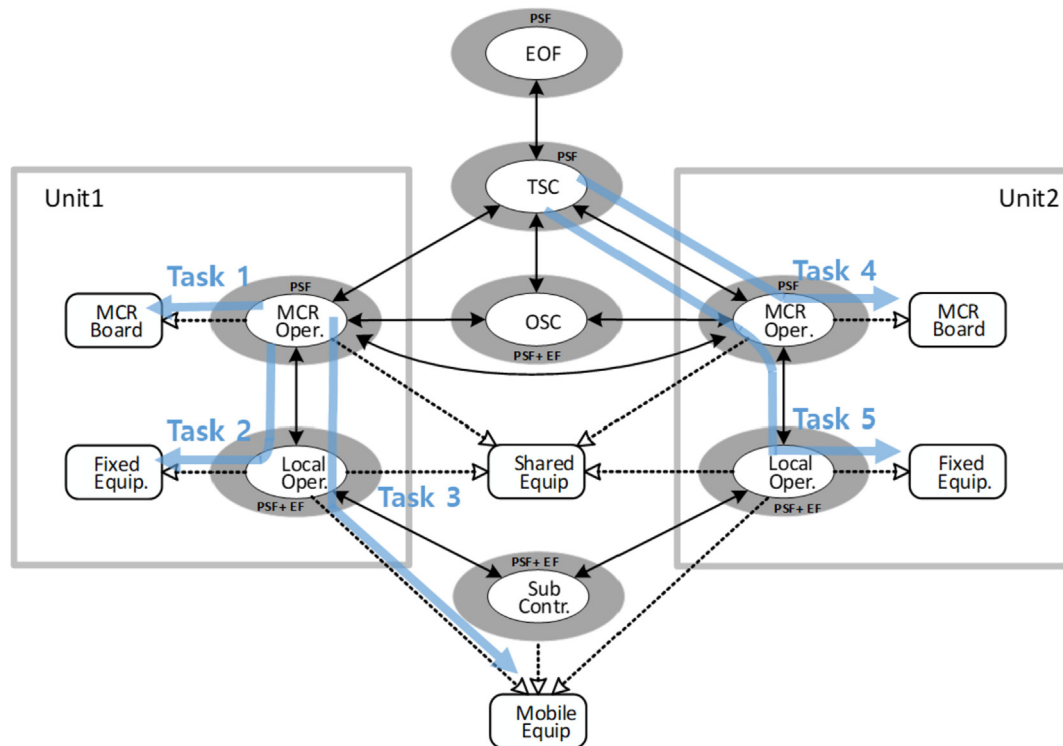 PSF
EOF
PSF
TSC
Unit1
Unit2
Task 1
PSF
MCR
Oper.
MCR
Board
OSC
PSF+ EF
Task 4
PSF
MCR
Oper.
MCR
Board
Task 2
Fixed
Equip.
Local
Oper.
PSF+ EF
Task 3
Shared
Equip
Task 5
Local
Oper.
PSF+ EF
Fixed
Equip.
PSF+ EF
Sub
Contr.
Mobile
Equip